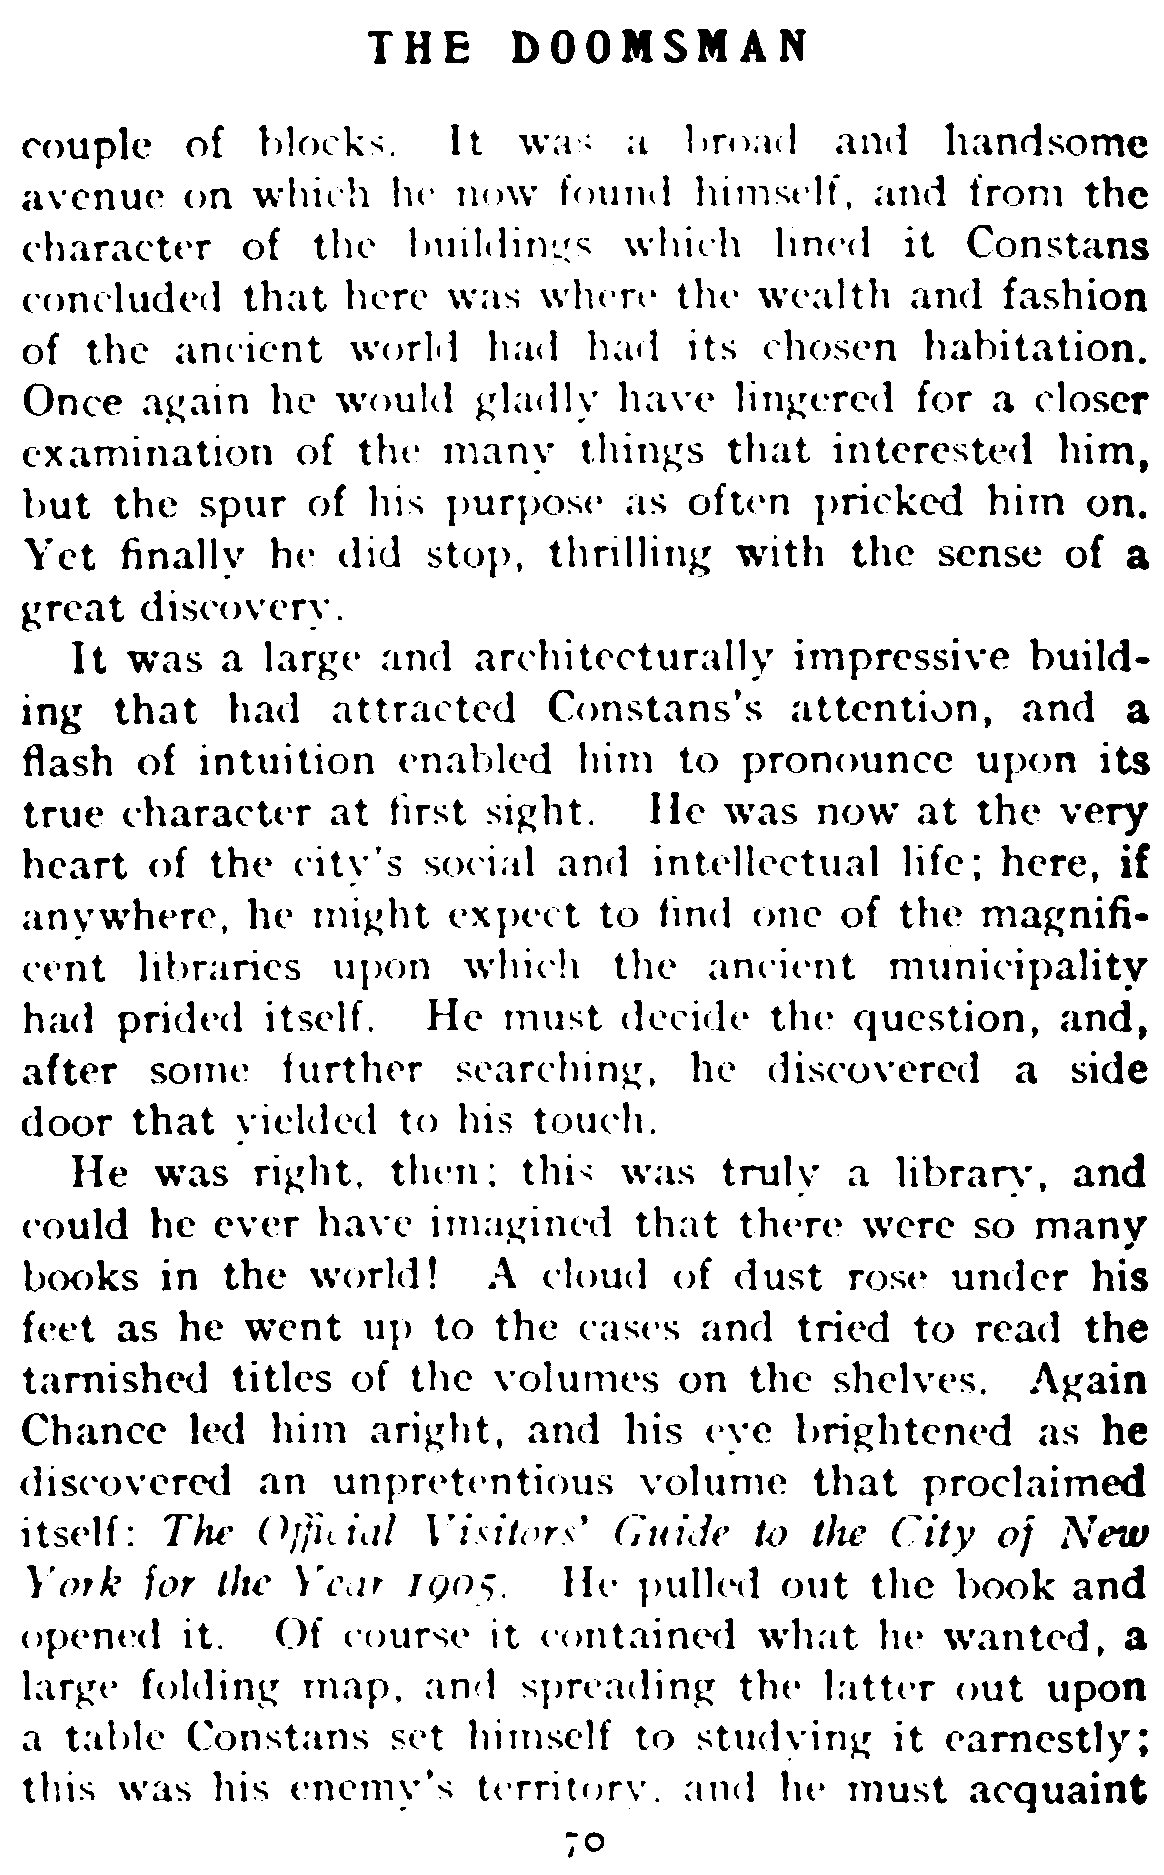 THE DOOMSMAN
couple of blocks. It was a broad and handsome
avenue on which he now found himself, and from the
character of the buildings which lined it Constans
concluded that here was where the wealth and fashion
of the ancient world had had its chosen habitation.
Once again he would gladly have lingered for a closer
examination of the many things that interested him,
but the spur of his purpose as often pricked him on.
Yet finally he did stop, thrilling with the sense of a
great discovery.
It was a large and architecturally impressive build-
ing that had attracted Constans's attention, and a
flash of intuition enabled him to pronounce upon its
true character at first sight. He was now at the very
heart of the city's social and intellectual life; here, if
anywhere, he might expect to find one of the magnifi-
cent libraries upon which the ancient municipality
had prided itself. He must decide the question, and,
after some further searching, he discovered a side
door that yielded to his touch.
He was right, then; this was truly a library, and
could he ever have imagined that there were so many
books in the world! A cloud of dust rose under his
feet as he went up to the cases and tried to read the
tarnished titles of the volumes on the shelves. Again
Chance led him aright, and his eye brightened as he
discovered an unpretentious volume that proclaimed
itself: The Official Visitors' Guide to the City of New
York for the Year 1905. He pulled out the book and
opened it. Of course it contained what he wanted, a
large folding map, and spreading the latter out upon
a table Constans set himself to studying it earnestly;
this was his enemy's territory, and he must acquaint
70